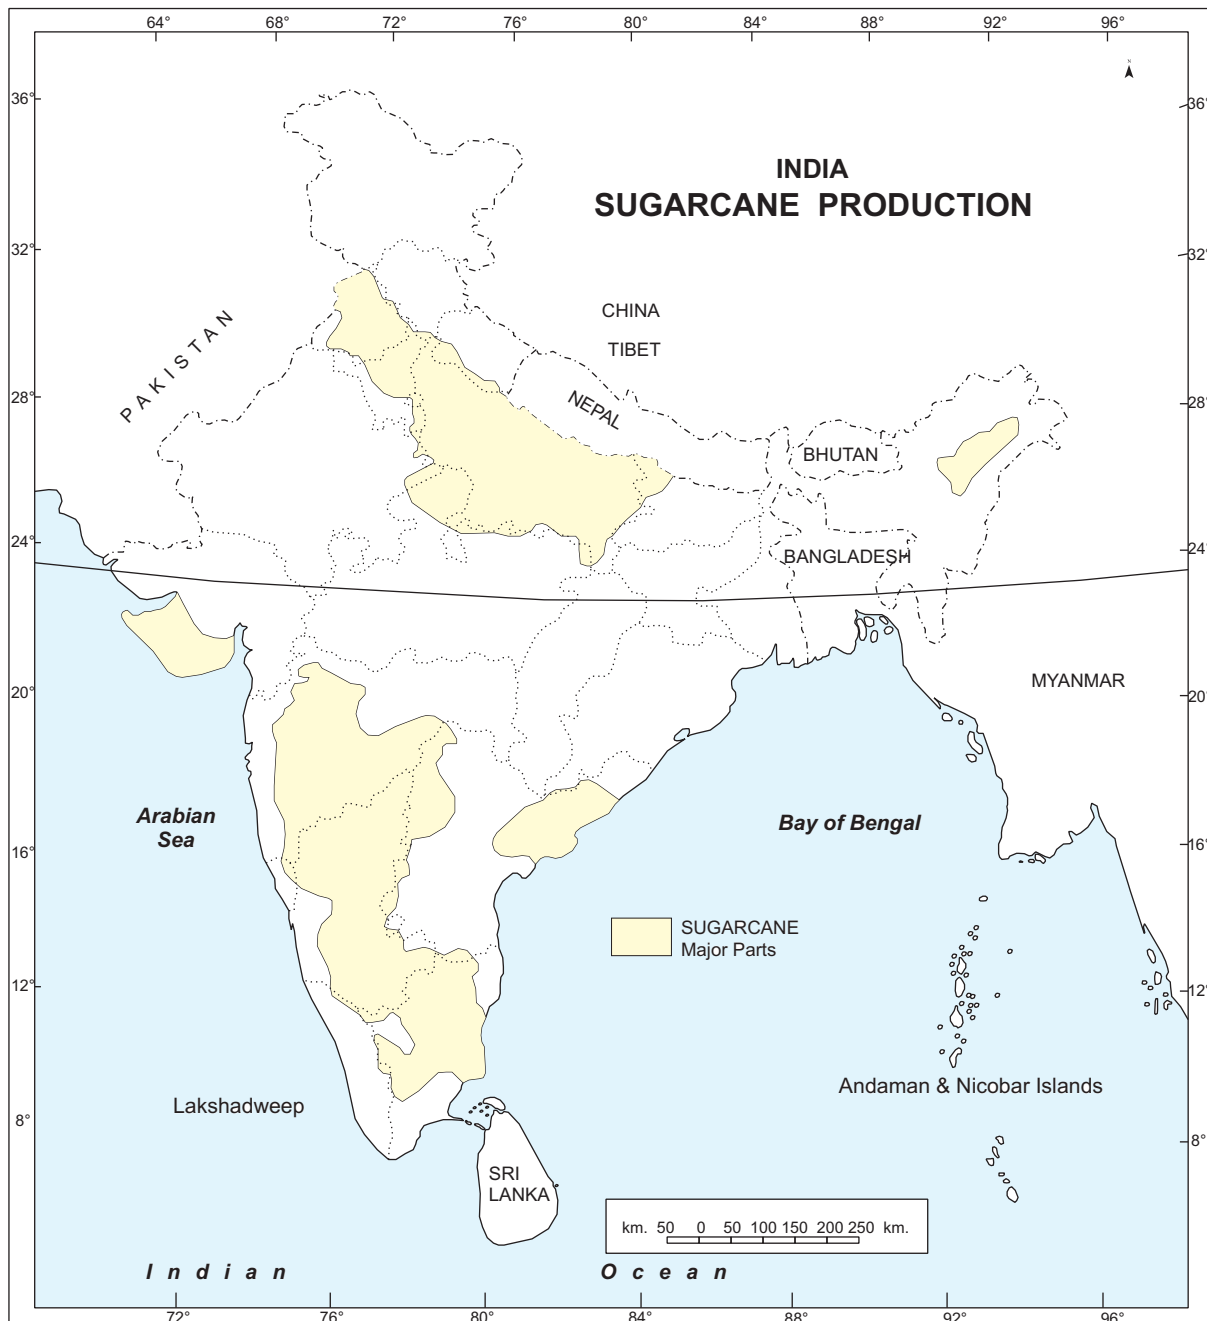 64° 68° 72° 76° 80° 84° 88° 92° 96°
N
36° 36°
INDIA
SUGARCANE PRODUCTION
32° 32°
CHINA
TIBET
PAKISTAN
28° 28°
NEPAL
BHUTAN
24° 24°
BANGLADESH
20° 20°
MYANMAR
Arabian
Sea
Bay of Bengal
16° 16°
SUGARCANE
Major Parts
12° 12°
Andaman & Nicobar Islands
Lakshadweep
8° 8°
SRI
LANKA
km. 50 0 50 100 150 200 250 km.
Indian Ocean
72° 76° 80° 84° 88° 92° 96°